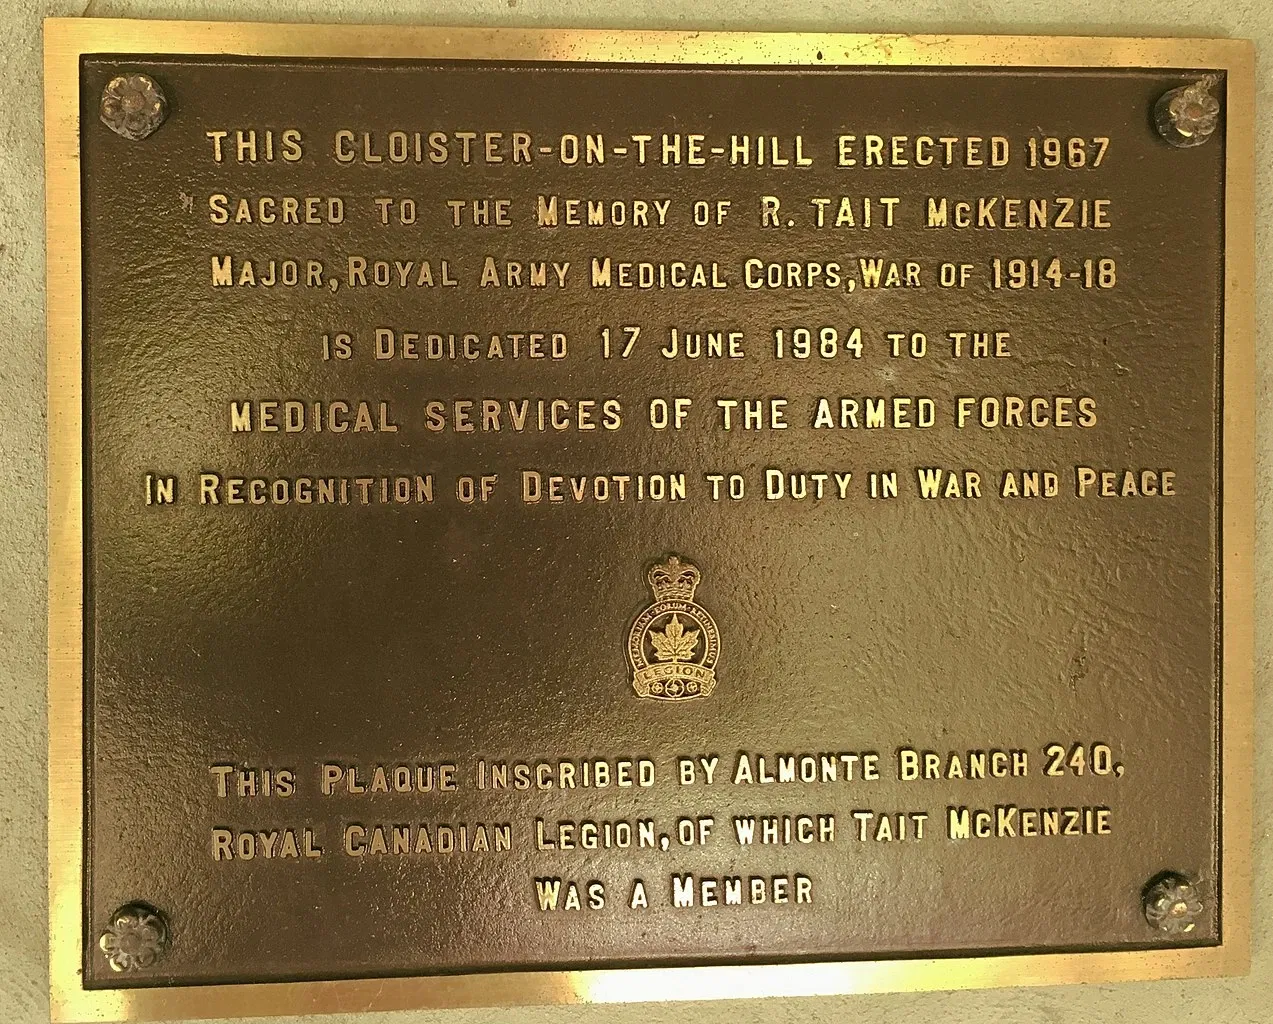 THIS CLOISTER-ON-THE-HILL ERECTED 1967
"SACRED TO THE MEMORY OF R. TAIT McKENZIE
MAJOR, ROYAL ARMY MEDICAL CORPS, WAR OF 1914-18
IS DEDICATED 17 JUNE 1984 TO THE
MEDICAL SERVICES OF THE ARMED FORCES
IN RECOGNITION OF DEVOTION TO DUTY IN WAR AND PEACE
MEMORIAM·EORUM·RETINEBIMUS
LEGION
THIS PLAQUE INSCRIBED BY ALMONTE BRANCH 240,
ROYAL CANADIAN LEGION, OF WHICH TAIT McKENZIE
WAS A MEMBER